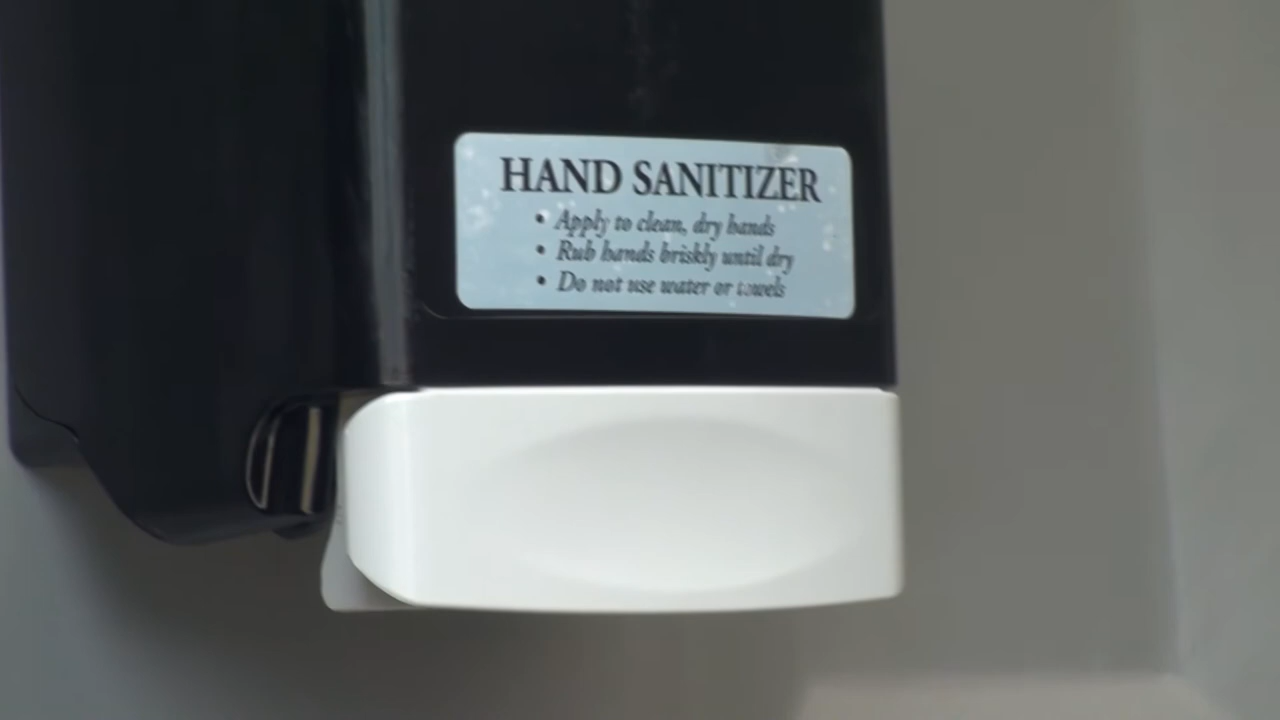 HAND SANITIZER
• Apply to clean, dry hands
• Rub hands briskly until dry
• Do not use water or towels